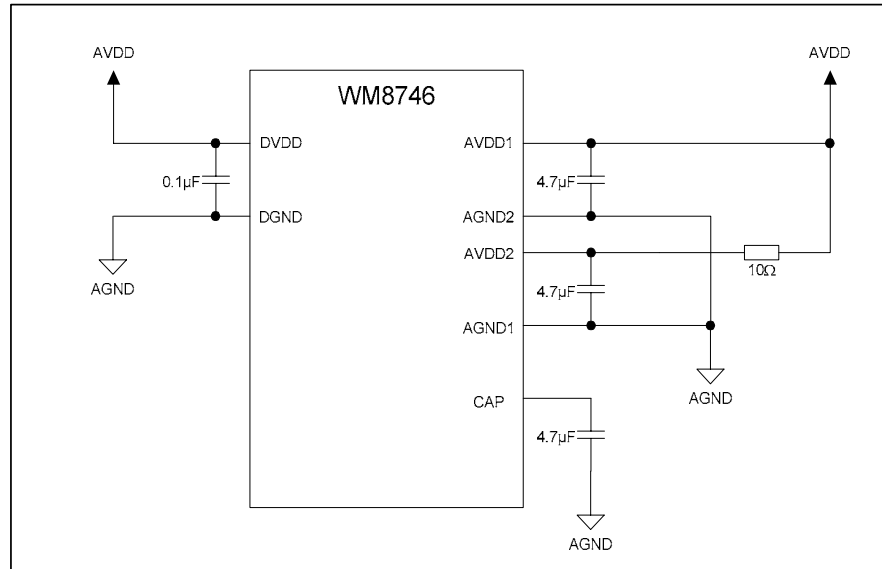 AVDD
AVDD
WM8746
DVDD
AVDD1
0.1µF
4.7µF
DGND
AGND2
AVDD2
10Ω
AGND
4.7µF
AGND1
AGND
CAP
4.7µF
AGND